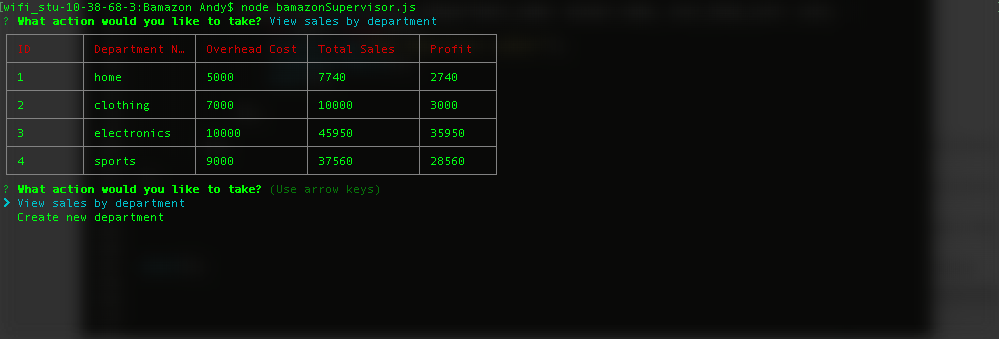 [wifi_stu-10-38-68-3:Bamazon Andy$ node bamazonSupervisor.js
? What action would you like to take? View sales by department
ID Department N… Overhead Cost Total Sales Profit
1 home 5000 7740 2740
2 clothing 7000 10000 3000
3 electronics 10000 45950 35950
4 sports 9000 37560 28560
? What action would you like to take? (Use arrow keys)
❯ View sales by department
Create new department